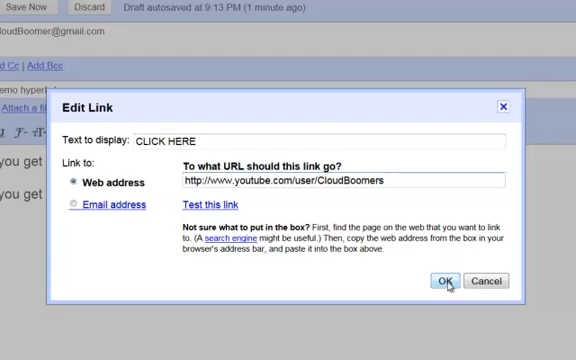 Save Now Discard Draft autosaved at 9:13 PM (1 minute ago)
loudBoomer@gmail.com
Cc | Add Bcc
emo hyperl
Attach a fi
Edit Link
Text to display: CLICK HERE
Link to:
To what URL should this link go?
Web address
http://www.youtube.com/user/CloudBoomers
Email address
Test this link
Not sure what to put in the box? First, find the page on the web that you want to link
to. (A search engine might be useful.) Then, copy the web address from the box in your
browser's address bar, and paste it into the box above.
you get
you get
OK Cancel